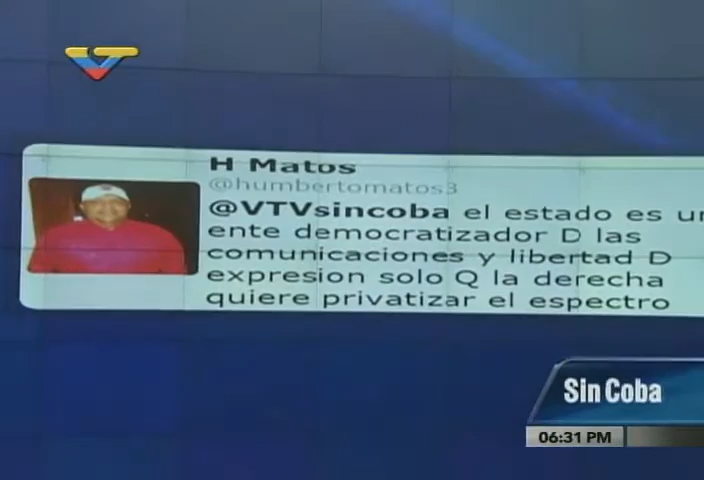 H Matos
@humbertomatos3
@VTVsincoba el estado es un
ente democratizador D las
comunicaciones y libertad D
expresion solo Q la derecha
quiere privatizar el espectro
Sin Coba
06:31 PM